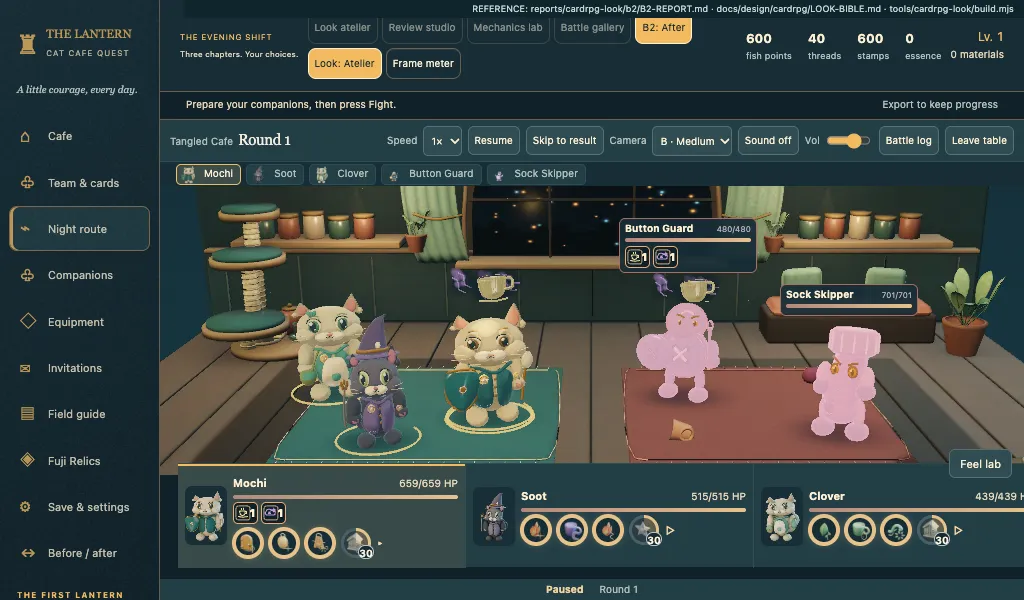 REFERENCE: reports/cardrpg-look/b2/B2-REPORT.md · docs/design/cardrpg/LOOK-BIBLE.md · tools/cardrpg-look/build.mjs
THE LANTERN
CAT CAFE QUEST
A little courage, every day.
Cafe
Team & cards
Night route
Companions
Equipment
Invitations
Field guide
Fuji Relics
Save & settings
Before / after
THE FIRST LANTERN
THE EVENING SHIFT
Three chapters. Your choices.
Look atelier
Review studio
Mechanics lab
Battle gallery
B2: After
Look: Atelier
Frame meter
600 fish points
40 threads
600 stamps
0 essence
Lv. 1
0 materials
Prepare your companions, then press Fight.
Export to keep progress
Tangled Cafe Round 1
Speed 1x Resume Skip to result Camera B · Medium Sound off Vol Battle log Leave table
Mochi Soot Clover Button Guard Sock Skipper
Button Guard 480/480
1 1
Sock Skipper 701/701
Feel lab
Mochi 659/659 HP
1 1
30
Soot 515/515 HP
30
Clover 439/439 H
30
Paused Round 1